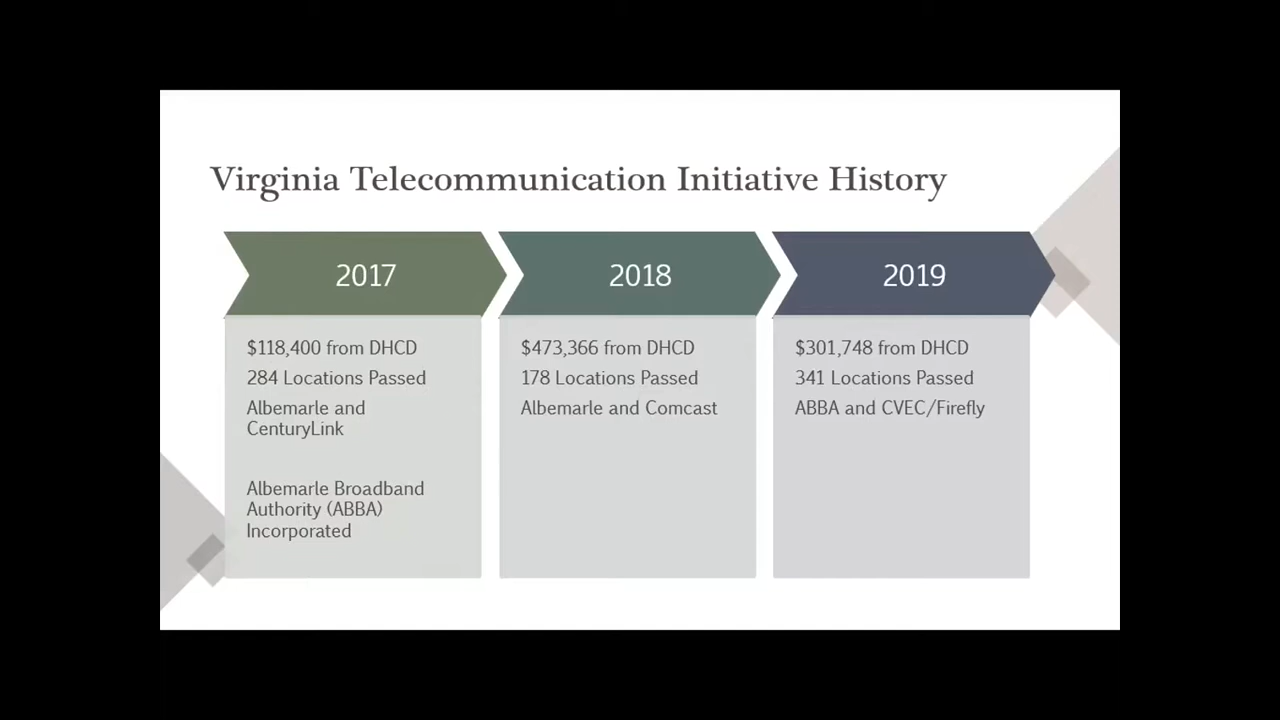 Virginia Telecommunication Initiative History
2017
$118,400 from DHCD
284 Locations Passed
Albemarle and
CenturyLink
Albemarle Broadband
Authority (ABBA)
Incorporated
2018
$473,366 from DHCD
178 Locations Passed
Albemarle and Comcast
2019
$301,748 from DHCD
341 Locations Passed
ABBA and CVEC/Firefly